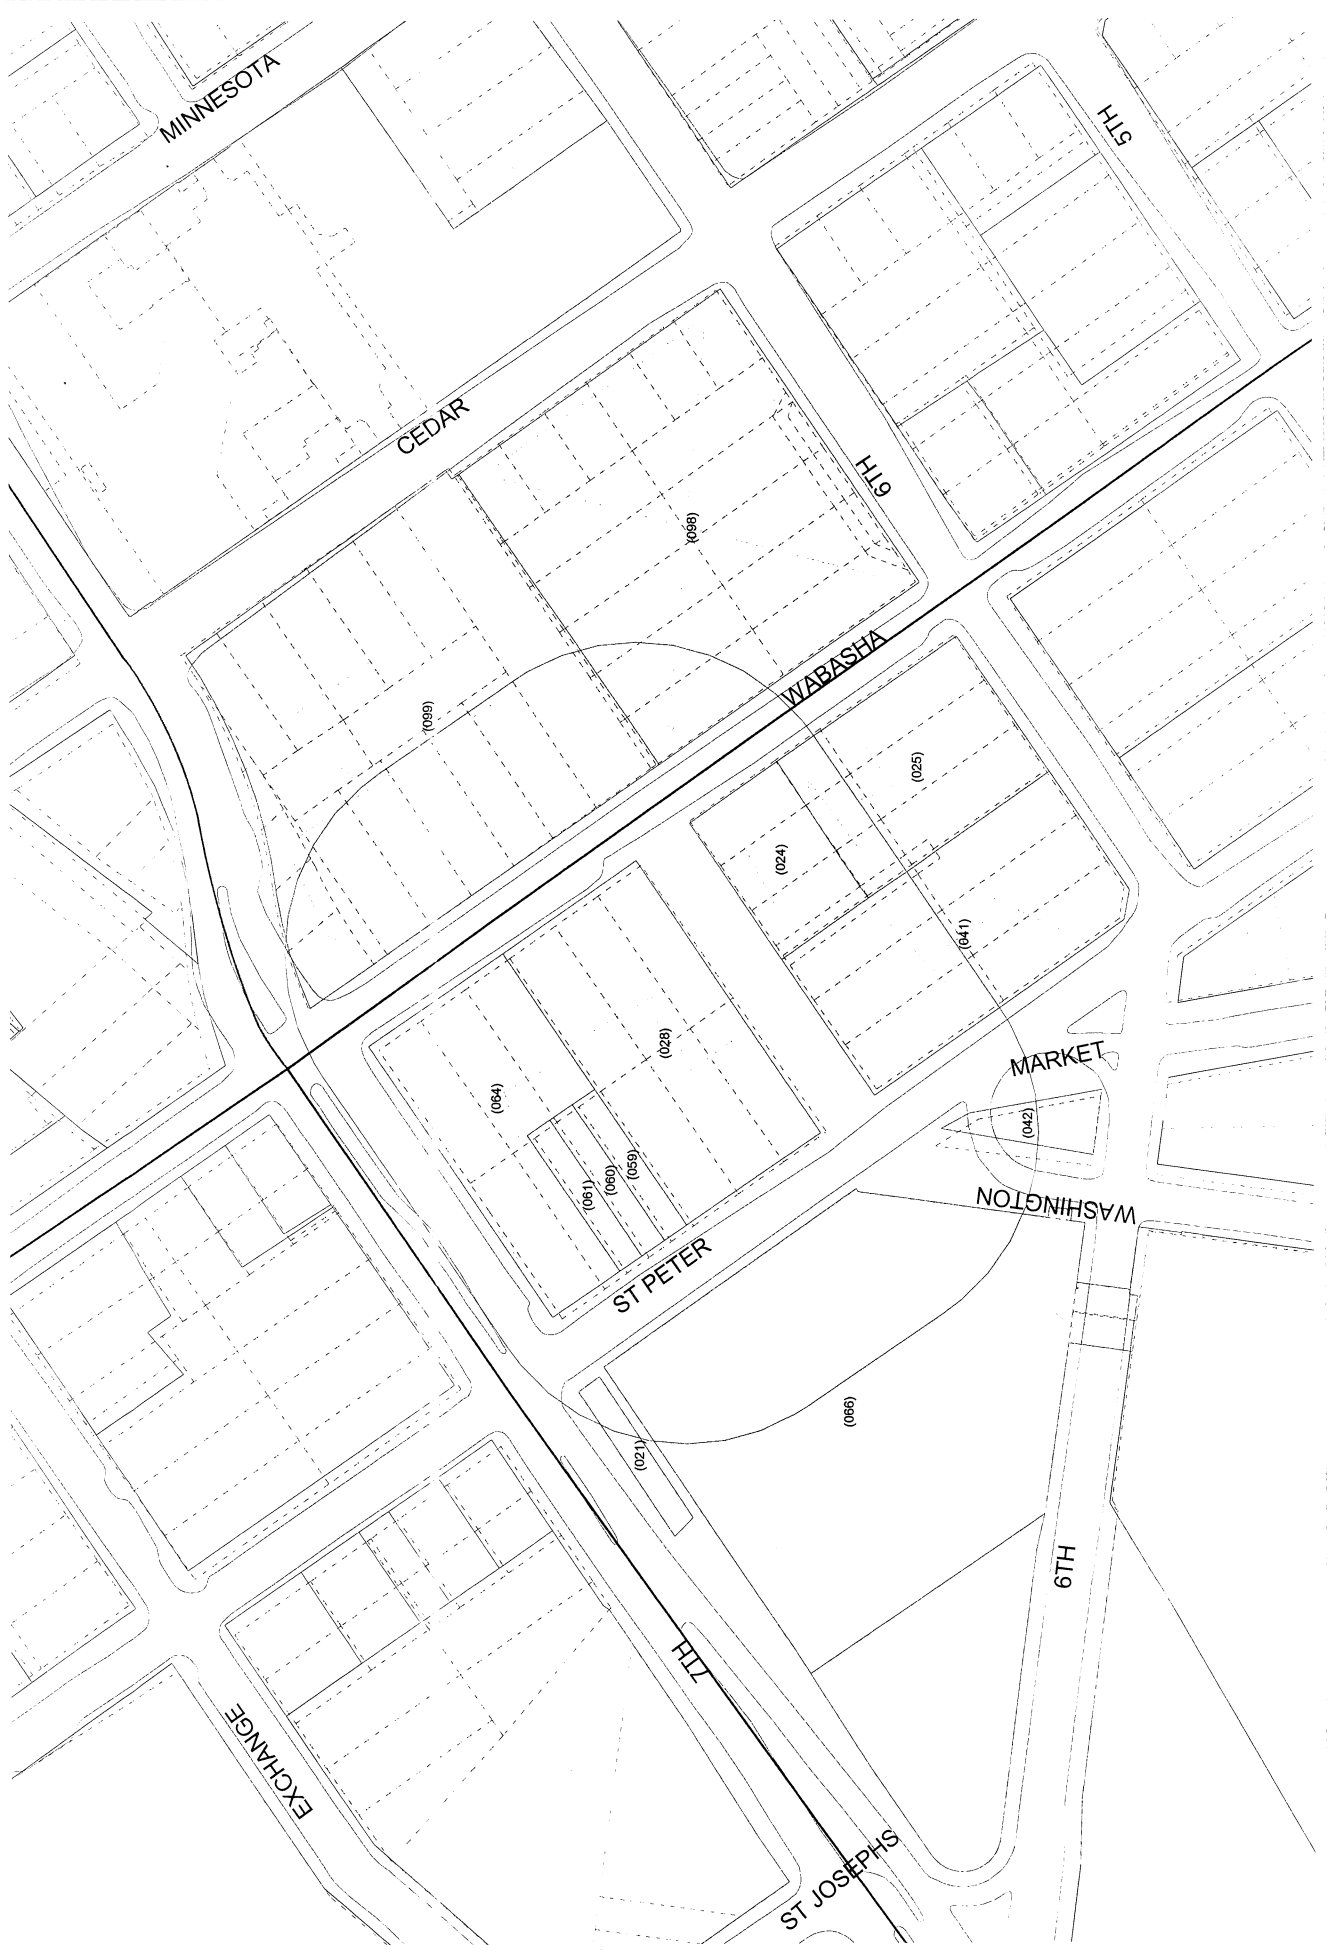 MINNESOTA
5TH
CEDAR
6TH
(098)
WABASHA
(099)
(025)
(024)
(041)
(028)
MARKET
(064)
(042)
(059)
(060)
(061)
WASHINGTON
ST PETER
(066)
(021)
6TH
7TH
EXCHANGE
ST JOSEPHS